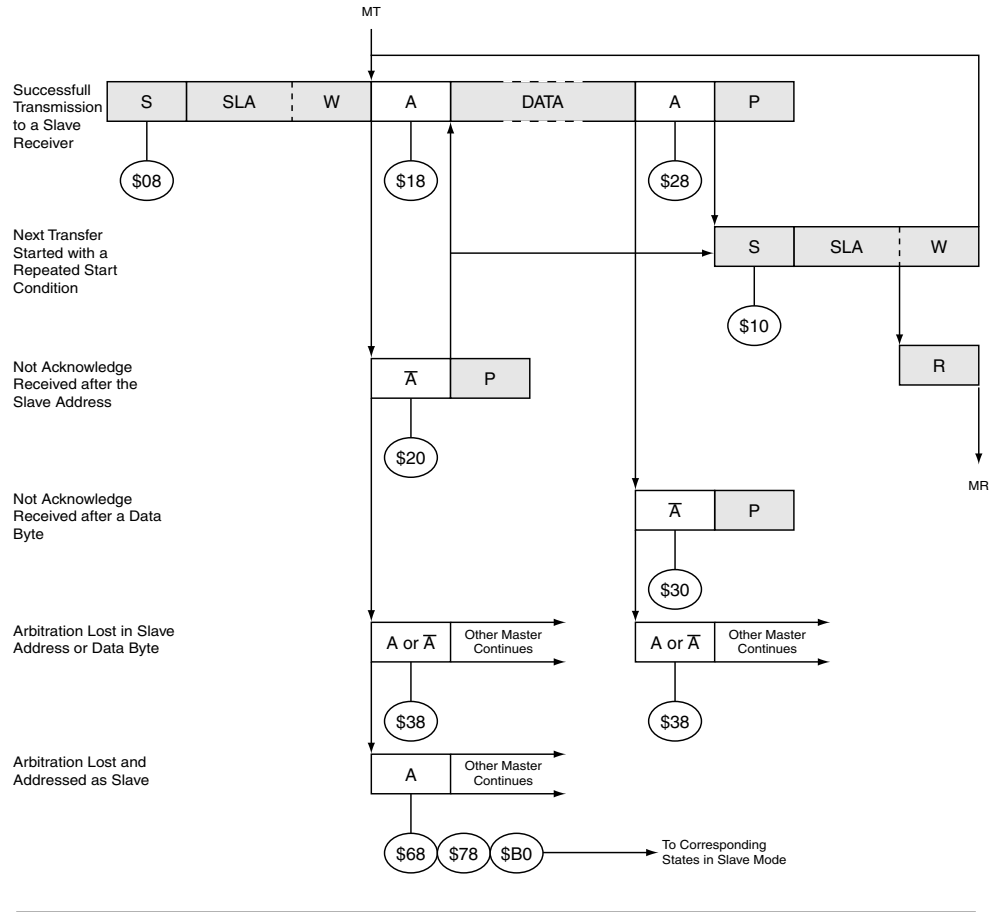 MT
Successfull
Transmission
to a Slave
Receiver
S SLA W A DATA A P
$08 $18 $28
Next Transfer
Started with a
Repeated Start
Condition
S SLA W
$10
Not Acknowledge
Received after the
Slave Address
A̅ P
R
$20
MR
Not Acknowledge
Received after a Data
Byte
A̅ P
$30
Arbitration Lost in Slave
Address or Data Byte
A or A̅ Other Master
Continues
A or A̅ Other Master
Continues
$38 $38
Arbitration Lost and
Addressed as Slave
A Other Master
Continues
$68 $78 $B0
To Corresponding
States in Slave Mode